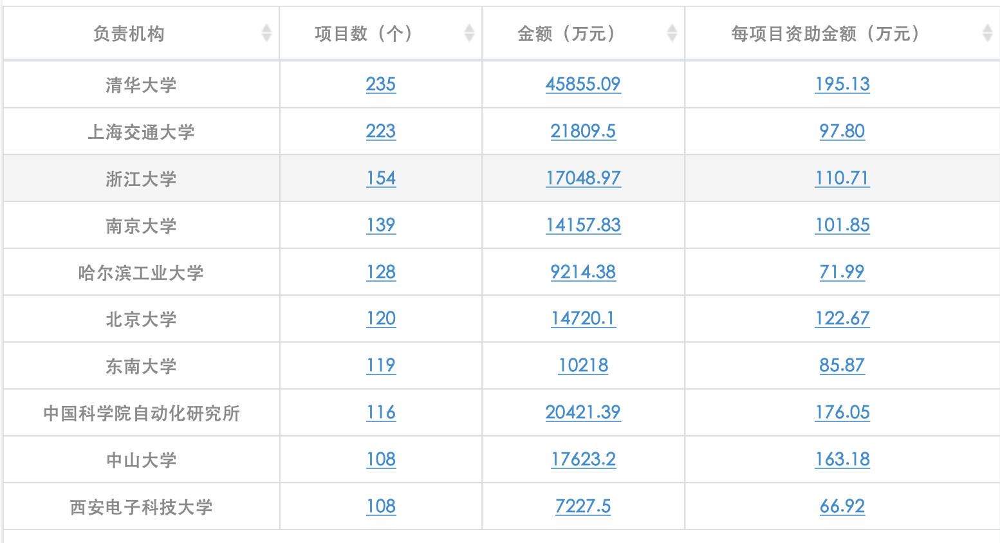 负责机构 项目数（个） 金额（万元） 每项目资助金额（万元）
清华大学 235 45855.09 195.13
上海交通大学 223 21809.5 97.80
浙江大学 154 17048.97 110.71
南京大学 139 14157.83 101.85
哈尔滨工业大学 128 9214.38 71.99
北京大学 120 14720.1 122.67
东南大学 119 10218 85.87
中国科学院自动化研究所 116 20421.39 176.05
中山大学 108 17623.2 163.18
西安电子科技大学 108 7227.5 66.92